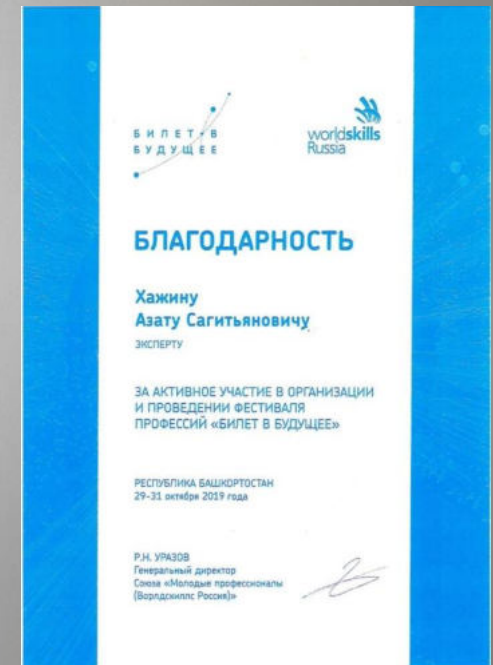 БИЛЕТ В
БУДУЩЕЕ
worldskills
Russia
БЛАГОДАРНОСТЬ
Хажину
Азату Сагитьяновичу
ЭКСПЕРТУ
ЗА АКТИВНОЕ УЧАСТИЕ В ОРГАНИЗАЦИИ
И ПРОВЕДЕНИИ ФЕСТИВАЛЯ
ПРОФЕССИЙ «БИЛЕТ В БУДУЩЕЕ»
РЕСПУБЛИКА БАШКОРТОСТАН
29-31 октября 2019 года
Р.Н. УРАЗОВ
Генеральный директор
Союза «Молодые профессионалы
(Ворлдскиллс Россия)»